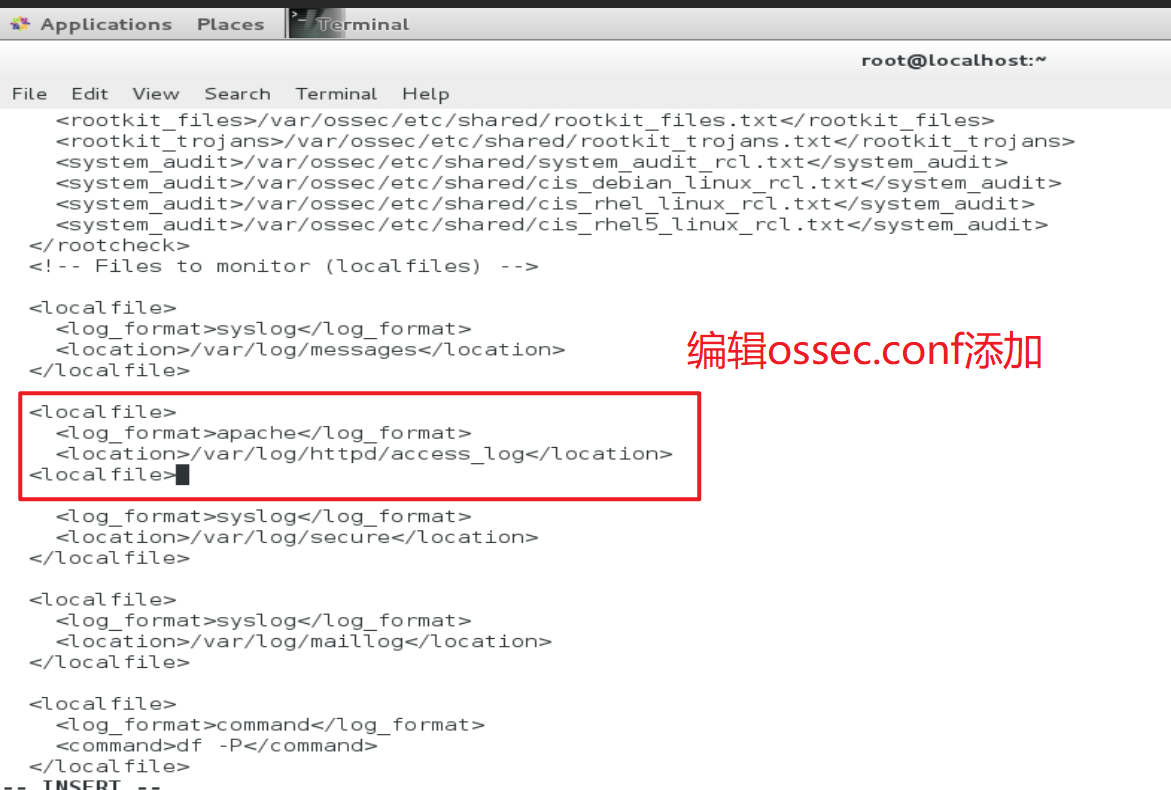 Applications Places Terminal
root@localhost:~
File Edit View Search Terminal Help
<rootkit_files>/var/ossec/etc/shared/rootkit_files.txt</rootkit_files>
<rootkit_trojans>/var/ossec/etc/shared/rootkit_trojans.txt</rootkit_trojans>
<system_audit>/var/ossec/etc/shared/system_audit_rcl.txt</system_audit>
<system_audit>/var/ossec/etc/shared/cis_debian_linux_rcl.txt</system_audit>
<system_audit>/var/ossec/etc/shared/cis_rhel_linux_rcl.txt</system_audit>
<system_audit>/var/ossec/etc/shared/cis_rhel5_linux_rcl.txt</system_audit>
</rootcheck>
<!-- Files to monitor (localfiles) -->
<localfile>
<log_format>syslog</log_format>
<location>/var/log/messages</location>
</localfile>
编辑ossec.conf添加
<localfile>
<log_format>apache</log_format>
<location>/var/log/httpd/access_log</location>
<localfile>
<log_format>syslog</log_format>
<location>/var/log/secure</location>
</localfile>
<localfile>
<log_format>syslog</log_format>
<location>/var/log/maillog</location>
</localfile>
<localfile>
<log_format>command</log_format>
<command>df -P</command>
</localfile>
-- INSERT --